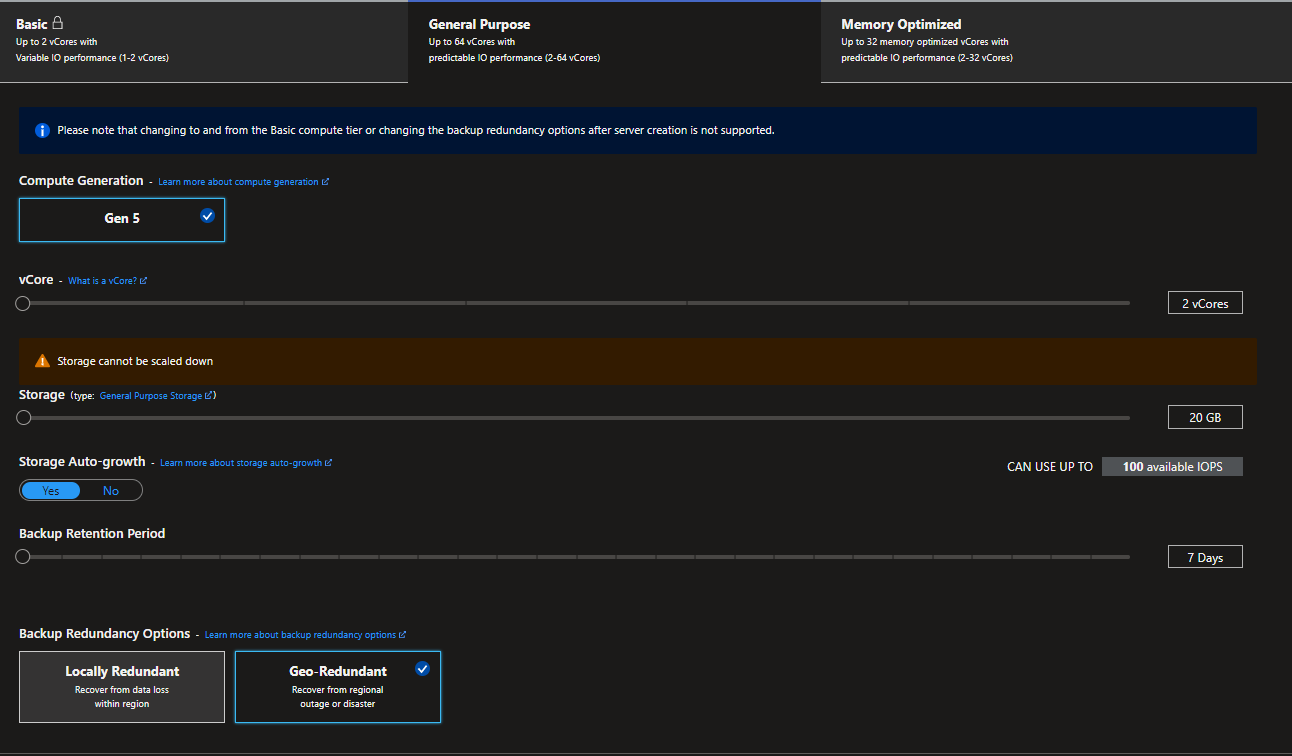 Basic
Up to 2 vCores with
Variable IO performance (1-2 vCores)
General Purpose
Up to 64 vCores with
predictable IO performance (2-64 vCores)
Memory Optimized
Up to 32 memory optimized vCores with
predictable IO performance (2-32 vCores)
Please note that changing to and from the Basic compute tier or changing the backup redundancy options after server creation is not supported.
Compute Generation - Learn more about compute generation
Gen 5
vCore - What is a vCore?
2 vCores
Storage cannot be scaled down
Storage (type: General Purpose Storage)
20 GB
Storage Auto-growth - Learn more about storage auto-growth
CAN USE UP TO 100 available IOPS
Yes No
Backup Retention Period
7 Days
Backup Redundancy Options - Learn more about backup redundancy options
Locally Redundant
Recover from data loss
within region
Geo-Redundant
Recover from regional
outage or disaster